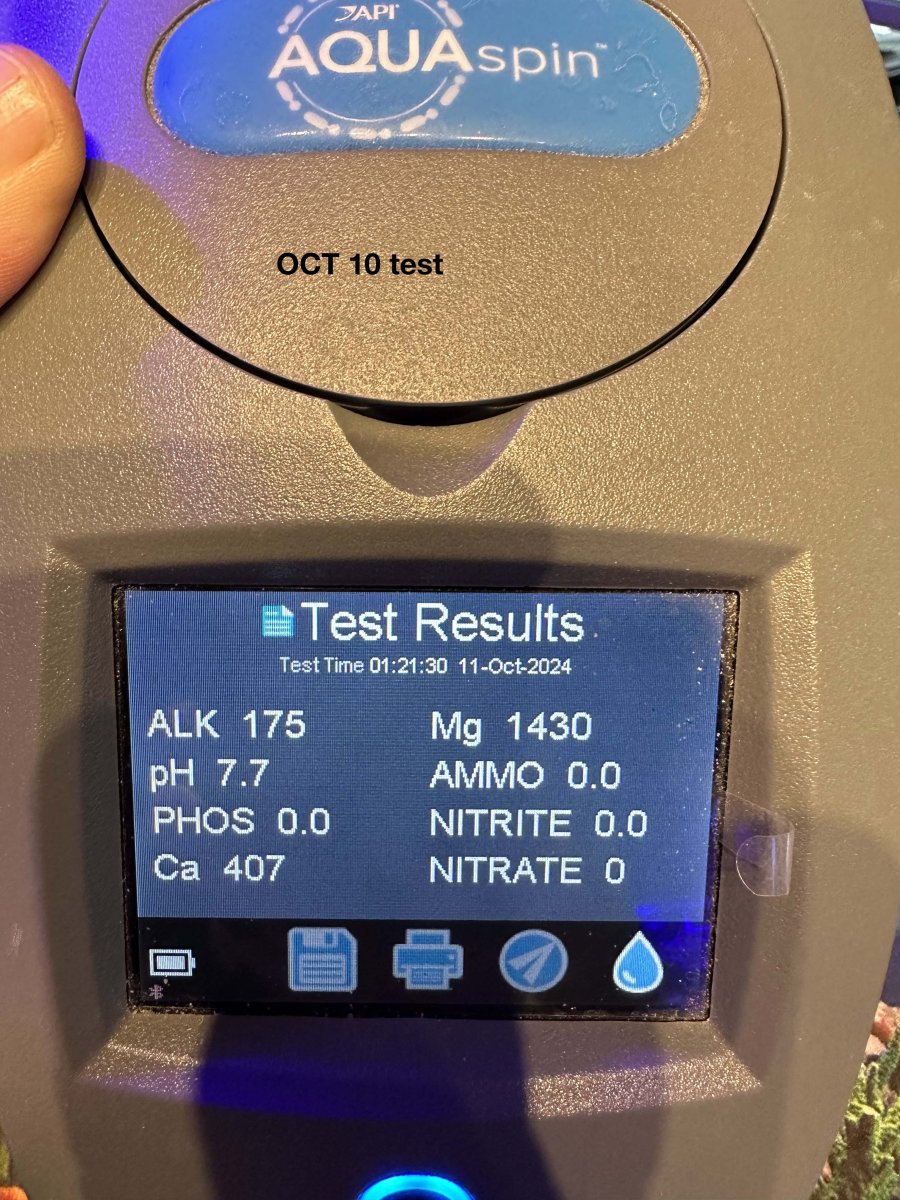 API
AQUAspin™
OCT 10 test
Test Results
Test Time 01:21:30 11-Oct-2024
ALK 175 Mg 1430
pH 7.7 AMMO 0.0
PHOS 0.0 NITRITE 0.0
Ca 407 NITRATE 0